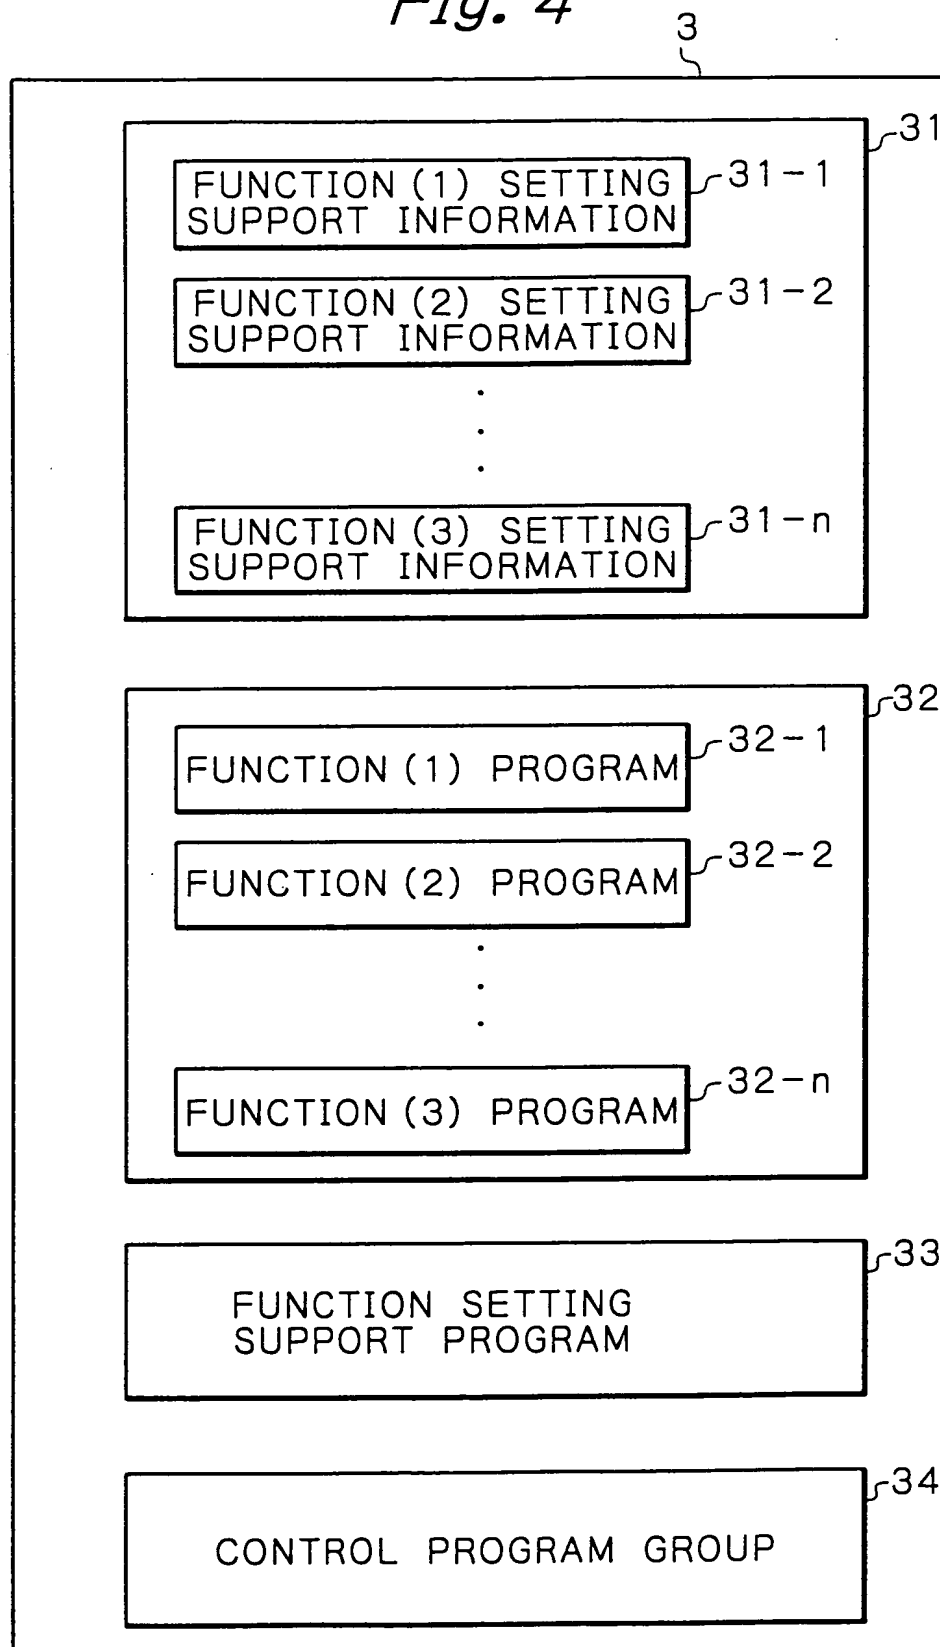 Fig. 4
3
31
FUNCTION (1) SETTING
SUPPORT INFORMATION
31-1
FUNCTION (2) SETTING
SUPPORT INFORMATION
31-2
FUNCTION (3) SETTING
SUPPORT INFORMATION
31-n
32
FUNCTION (1) PROGRAM
32-1
FUNCTION (2) PROGRAM
32-2
FUNCTION (3) PROGRAM
32-n
33
FUNCTION SETTING
SUPPORT PROGRAM
34
CONTROL PROGRAM GROUP